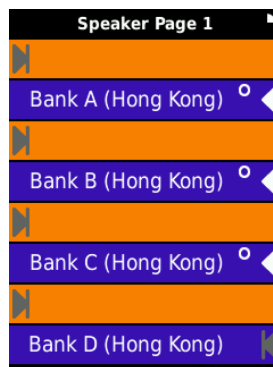 Speaker Page 1
Bank A (Hong Kong)
Bank B (Hong Kong)
Bank C (Hong Kong)
Bank D (Hong Kong)